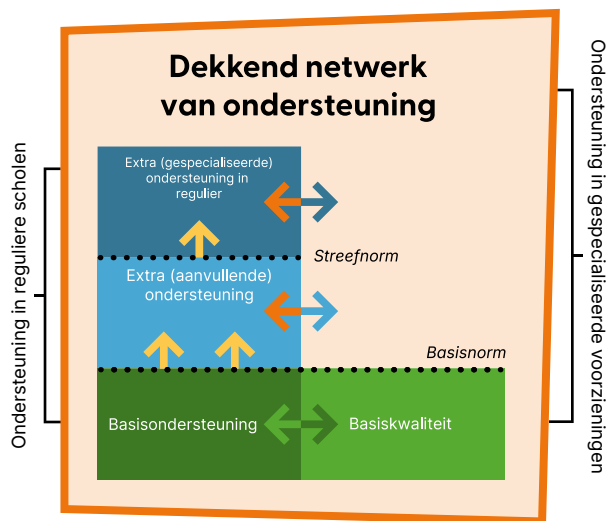 Dekkend netwerk
van ondersteuning
Ondersteuning in reguliere scholen
Extra (gespecialiseerde)
ondersteuning in
regulier
Streefnorm
Extra (aanvullende)
ondersteuning
Basisnorm
Basisondersteuning
Basiskwaliteit
Ondersteuning in gespecialiseerde voorzieningen